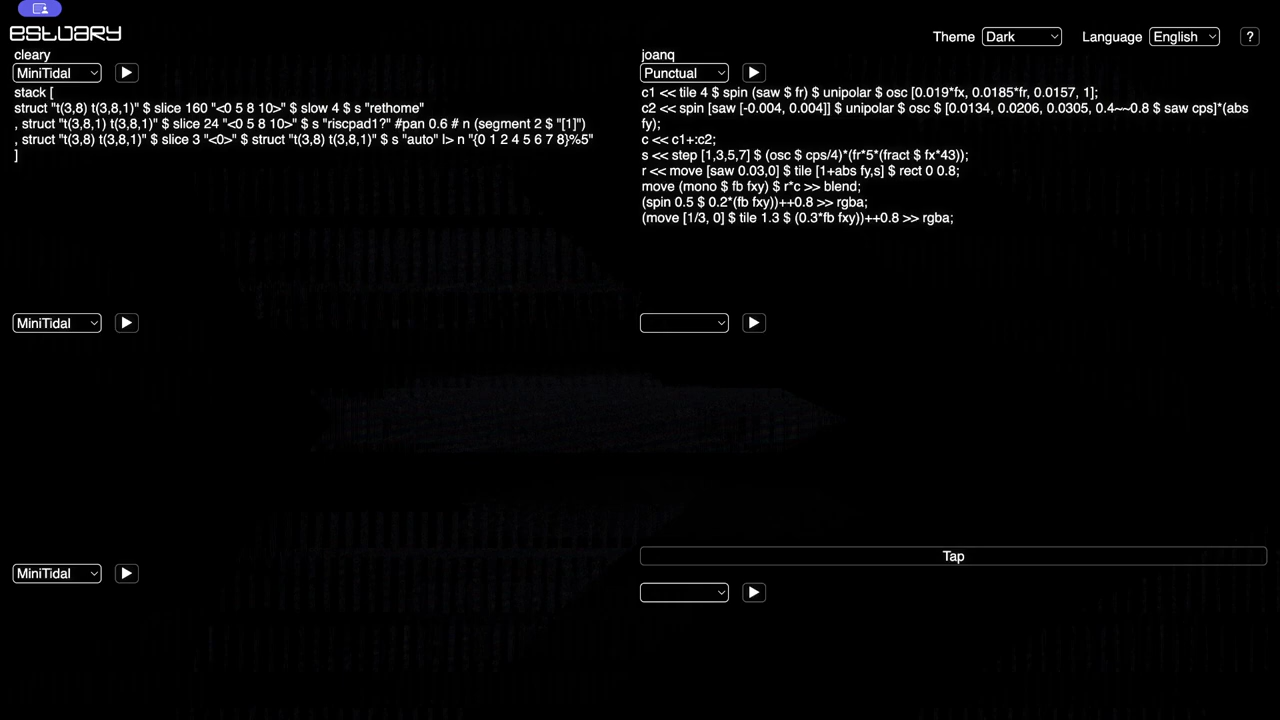 estuary
Theme Dark Language English ?
cleary
MiniTidal
stack [
struct "t(3,8) t(3,8,1)" $ slice 160 "<0 5 8 10>" $ slow 4 $ s "rethome"
, struct "t(3,8,1) t(3,8,1)" $ slice 24 "<0 5 8 10>" $ s "riscpad1?" #pan 0.6 # n (segment 2 $ "[1]")
, struct "t(3,8) t(3,8,1)" $ slice 3 "<0>" $ struct "t(3,8) t(3,8,1)" $ s "auto" |> n "{0 1 2 4 5 6 7 8}%5"
]
joanq
Punctual
c1 << tile 4 $ spin (saw $ fr) $ unipolar $ osc [0.019*fx, 0.0185*fr, 0.0157, 1];
c2 << spin [saw [-0.004, 0.004]] $ unipolar $ osc $ [0.0134, 0.0206, 0.0305, 0.4~~0.8 $ saw cps]*(abs
fy);
c << c1+:c2;
s << step [1,3,5,7] $ (osc $ cps/4)*(fr*5*(fract $ fx*43));
r << move [saw 0.03,0] $ tile [1+abs fy,s] $ rect 0 0.8;
move (mono $ fb fxy) $ r*c >> blend;
(spin 0.5 $ 0.2*(fb fxy))++0.8 >> rgba;
(move [1/3, 0] $ tile 1.3 $ (0.3*fb fxy))++0.8 >> rgba;
MiniTidal
Tap
MiniTidal